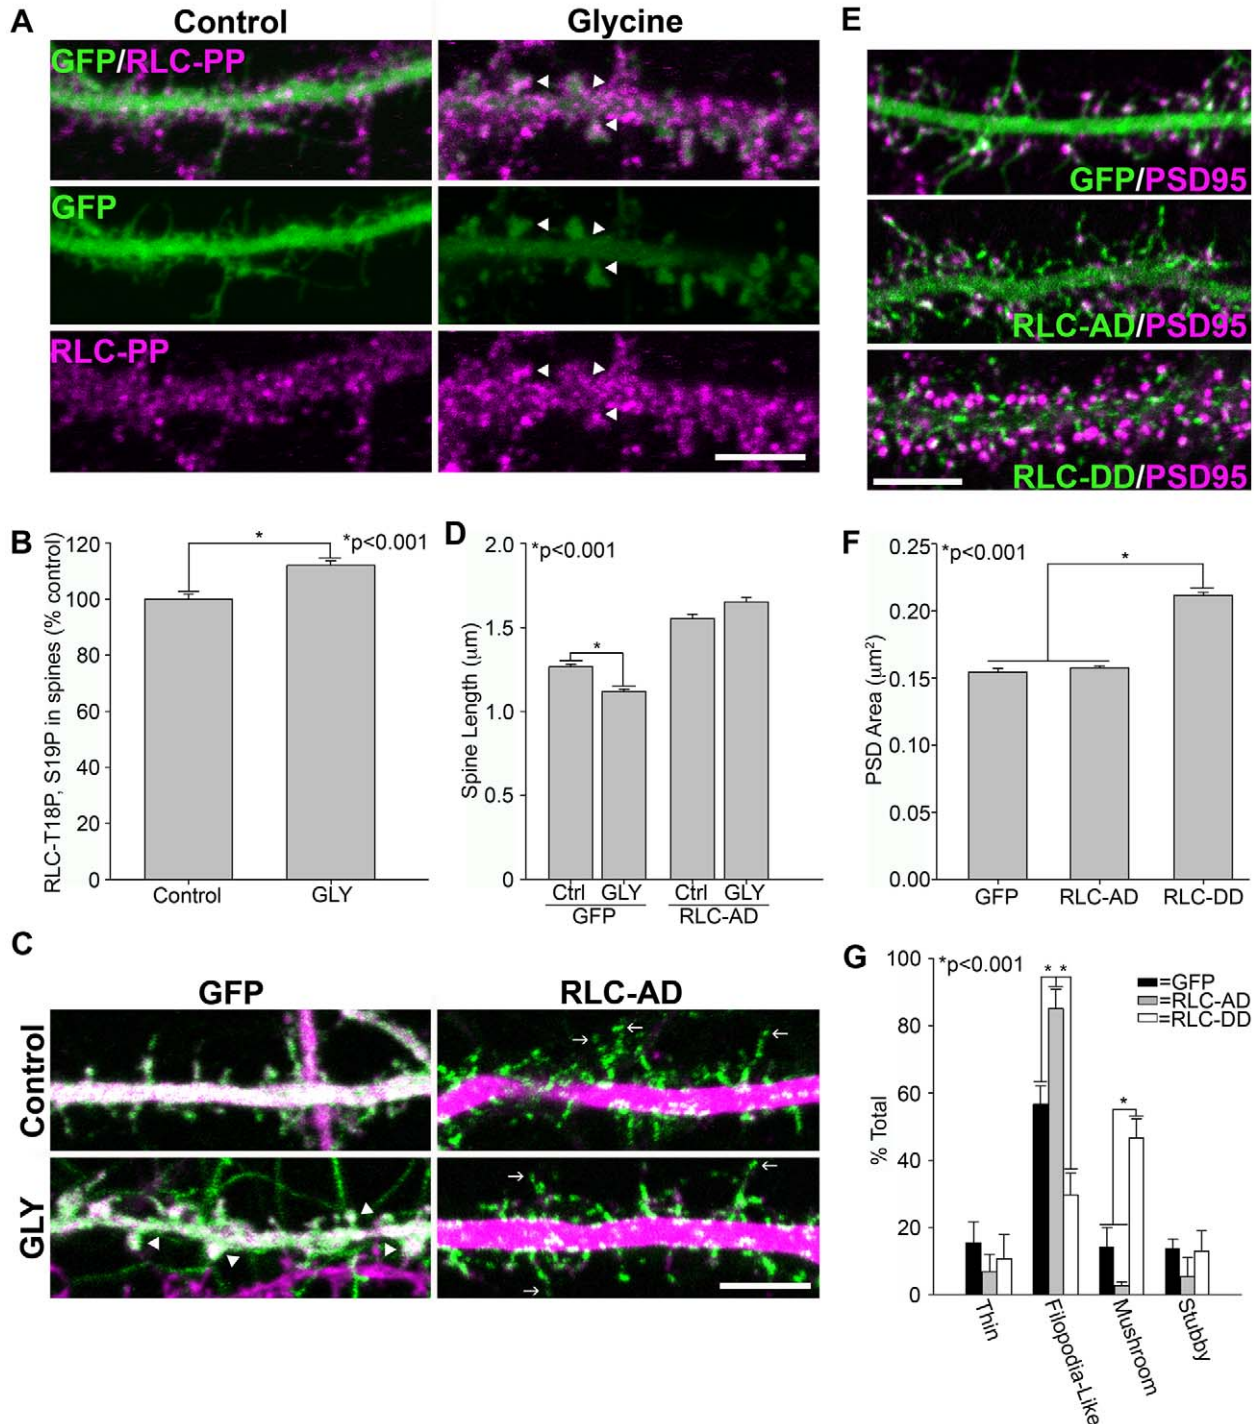 A
Control
Glycine
GFP/RLC-PP
GFP
RLC-PP
E
GFP/PSD95
RLC-AD/PSD95
RLC-DD/PSD95
B
RLC-T18P, S19P in spines (% control)
120
100
80
60
40
20
0
*
*p<0.001
Control
GLY
D
Spine Length (μm)
2.0
1.5
1.0
0.5
0
*p<0.001
*
Ctrl GLY Ctrl GLY
GFP RLC-AD
F
PSD Area (μm²)
0.25
0.20
0.15
0.10
0.05
0.00
*p<0.001
*
GFP RLC-AD RLC-DD
C
GFP
RLC-AD
Control
GLY
G
% Total
100
80
60
40
20
0
*p<0.001
* *
*
=GFP
=RLC-AD
=RLC-DD
Thin
Filopodia-Like
Mushroom
Stubby